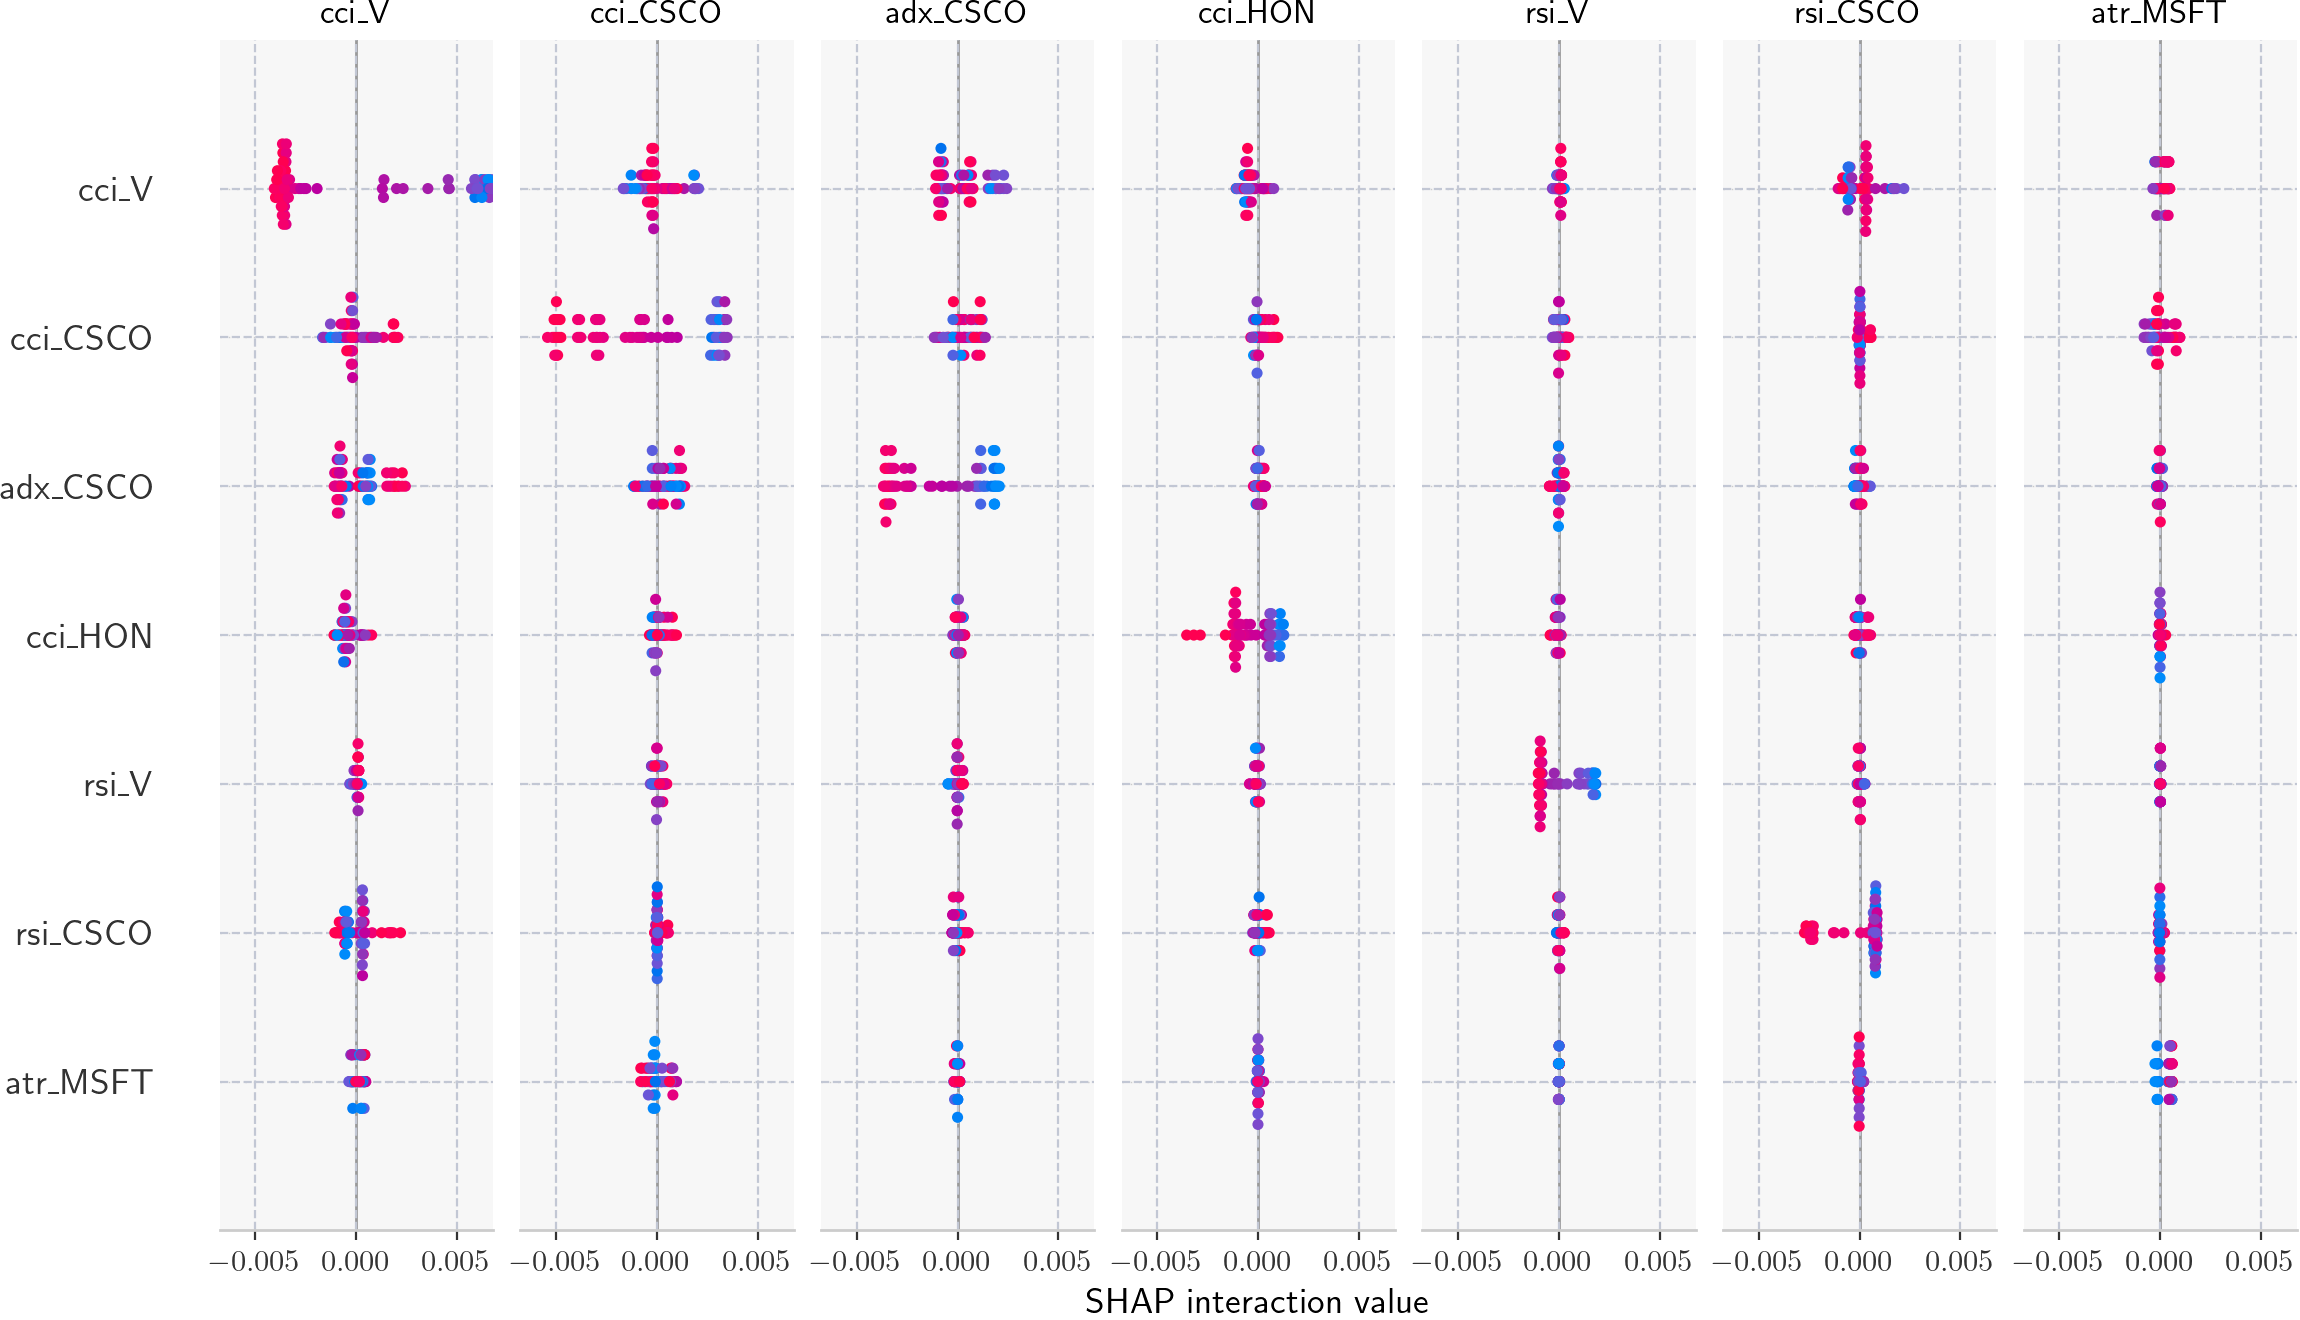 cci_V cci_CSCO adx_CSCO cci_HON rsi_V rsi_CSCO atr_MSFT
cci_V
cci_CSCO
adx_CSCO
cci_HON
rsi_V
rsi_CSCO
atr_MSFT
−0.005 0.000 0.005 −0.005 0.000 0.005 −0.005 0.000 0.005 −0.005 0.000 0.005 −0.005 0.000 0.005 −0.005 0.000 0.005 −0.005 0.000 0.005
SHAP interaction value